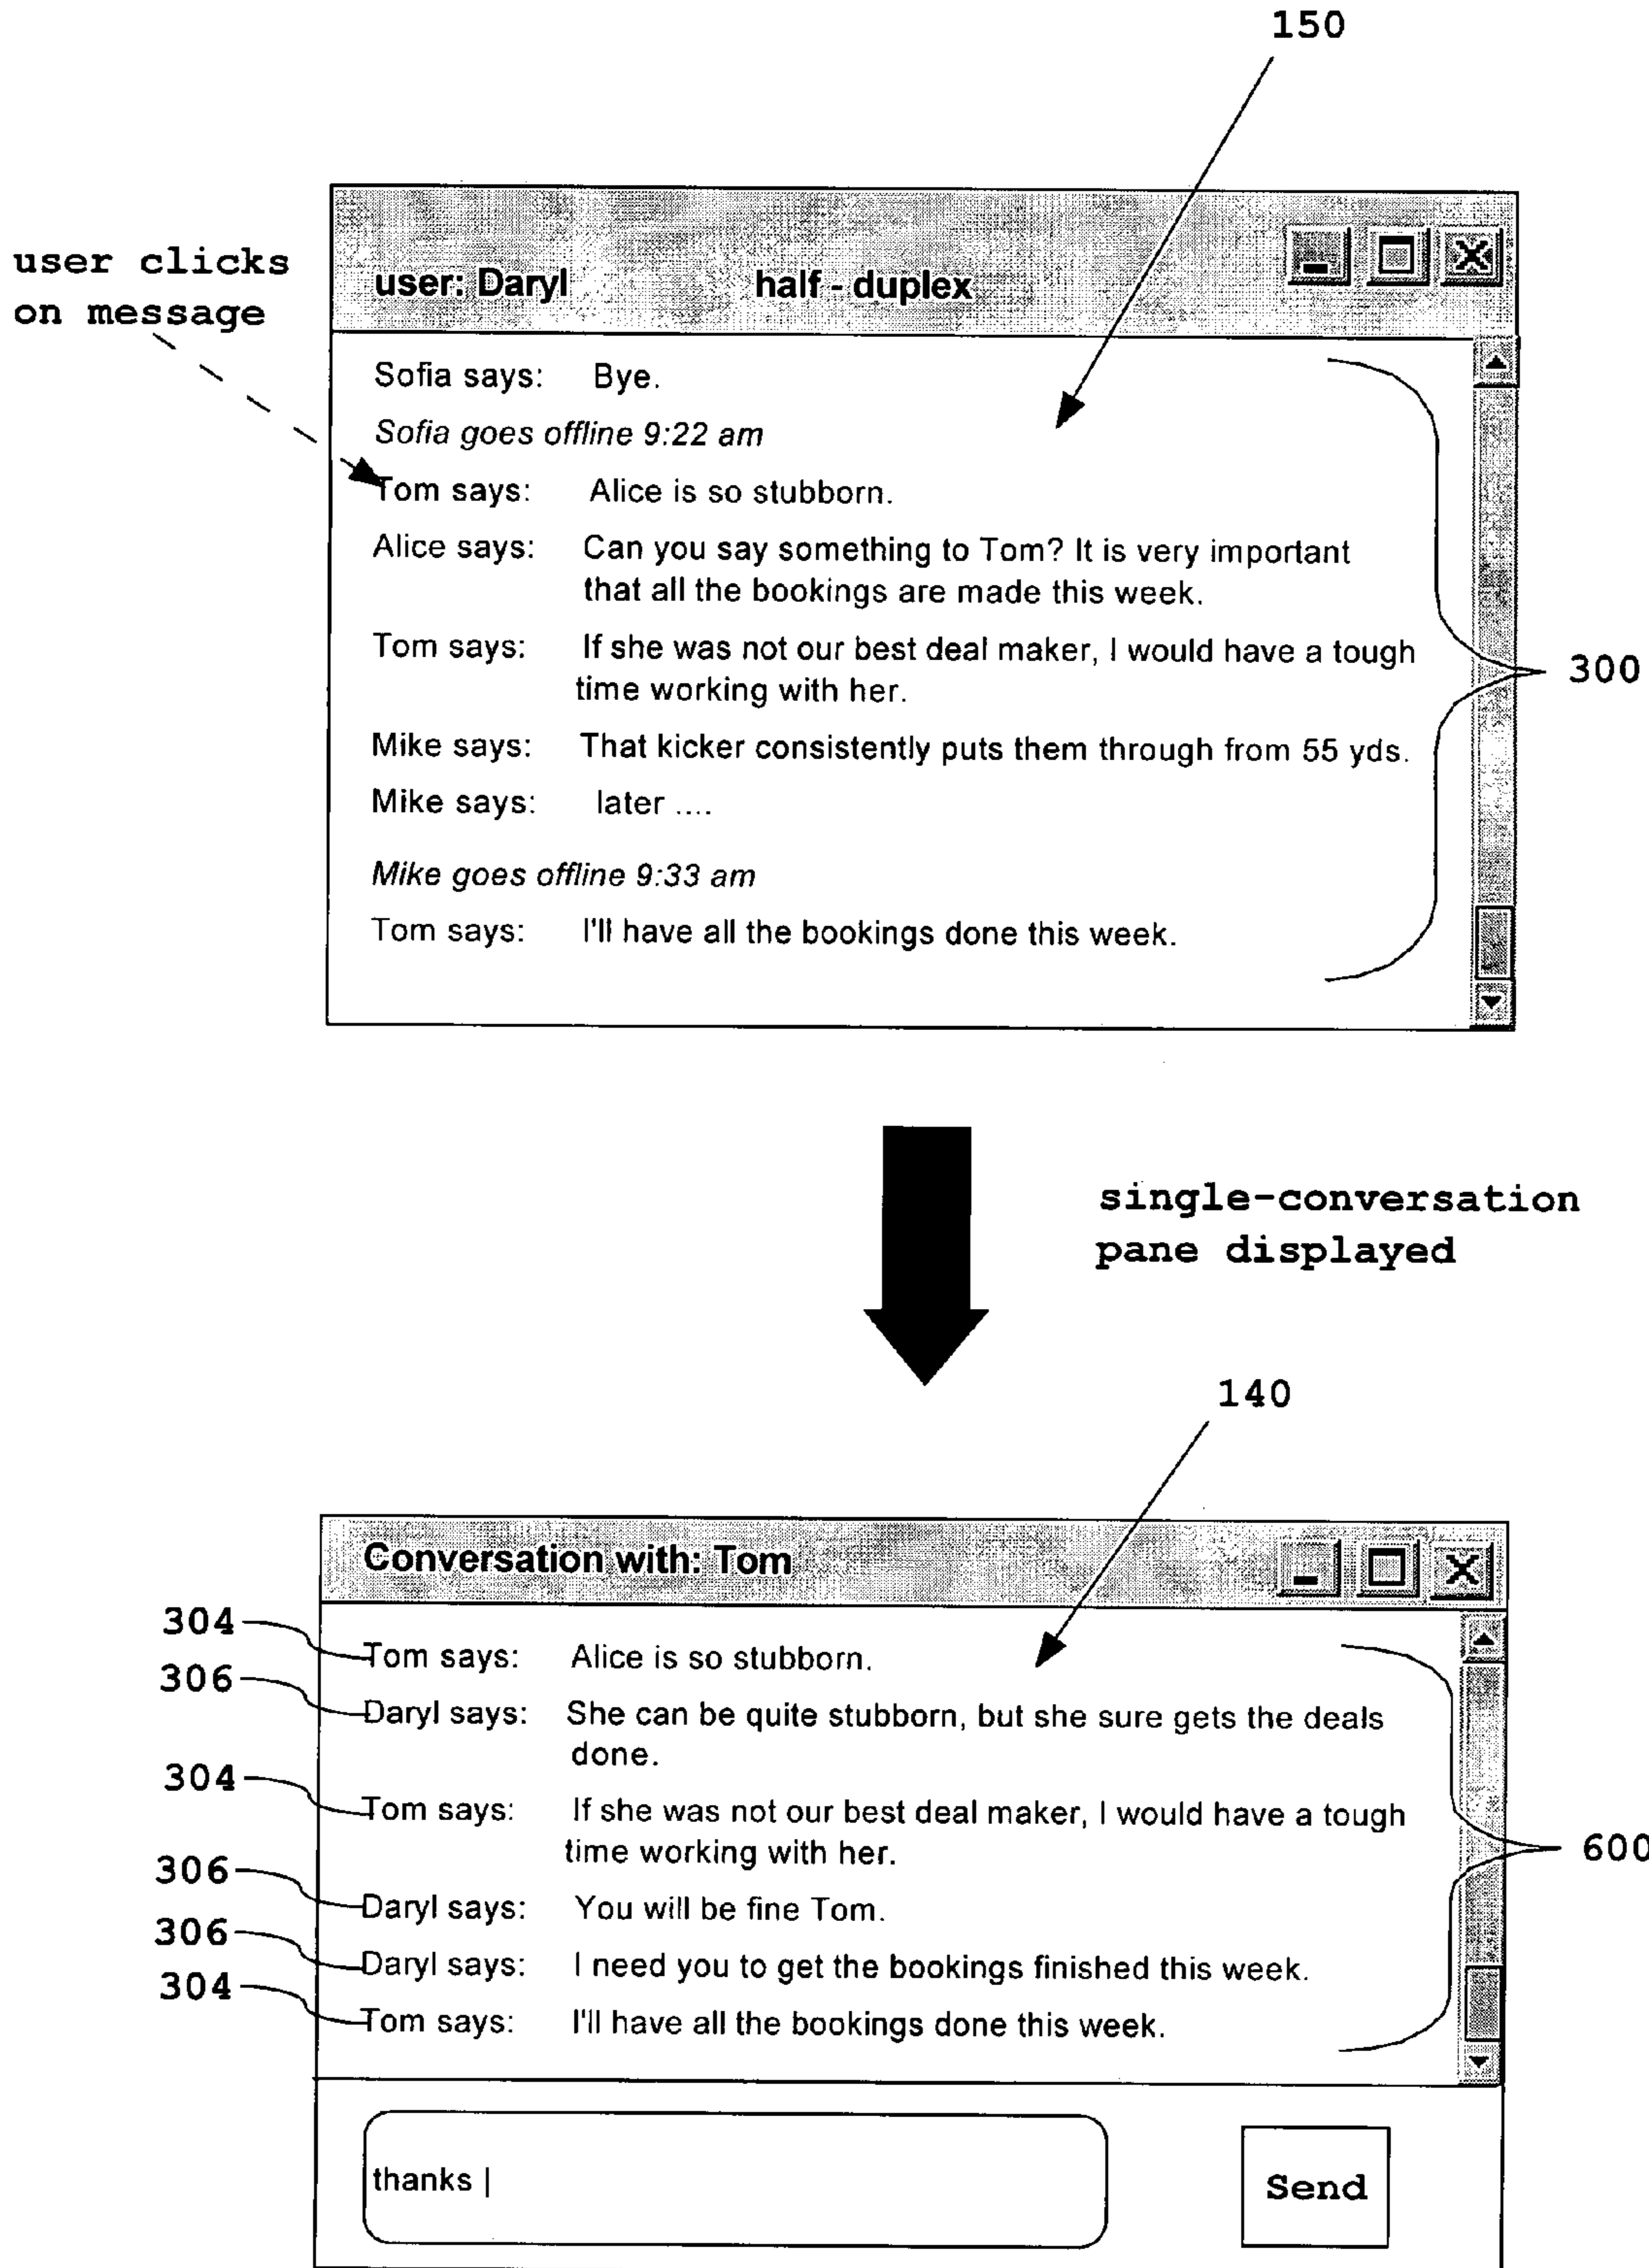 150
user clicks
on message
user: Daryl half - duplex
Sofia says: Bye.
Sofia goes offline 9:22 am
Tom says: Alice is so stubborn.
Alice says: Can you say something to Tom? It is very important
that all the bookings are made this week.
Tom says: If she was not our best deal maker, I would have a tough
time working with her.
300
Mike says: That kicker consistently puts them through from 55 yds.
Mike says: later ....
Mike goes offline 9:33 am
Tom says: I'll have all the bookings done this week.
single-conversation
pane displayed
140
Conversation with: Tom
304
Tom says: Alice is so stubborn.
306
Daryl says: She can be quite stubborn, but she sure gets the deals
done.
304
Tom says: If she was not our best deal maker, I would have a tough
time working with her.
600
306
Daryl says: You will be fine Tom.
306
Daryl says: I need you to get the bookings finished this week.
304
Tom says: I'll have all the bookings done this week.
thanks |
Send